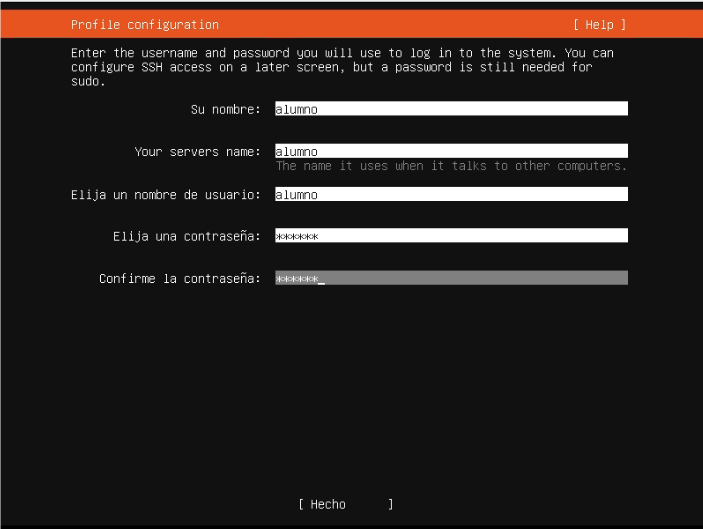 Profile configuration [ Help ]
Enter the username and password you will use to log in to the system. You can
configure SSH access on a later screen, but a password is still needed for
sudo.
Su nombre: alumno
Your servers name: alumno
The name it uses when it talks to other computers.
Elija un nombre de usuario: alumno
Elija una contraseña: ******
Confirme la contraseña: ******_
[ Hecho ]